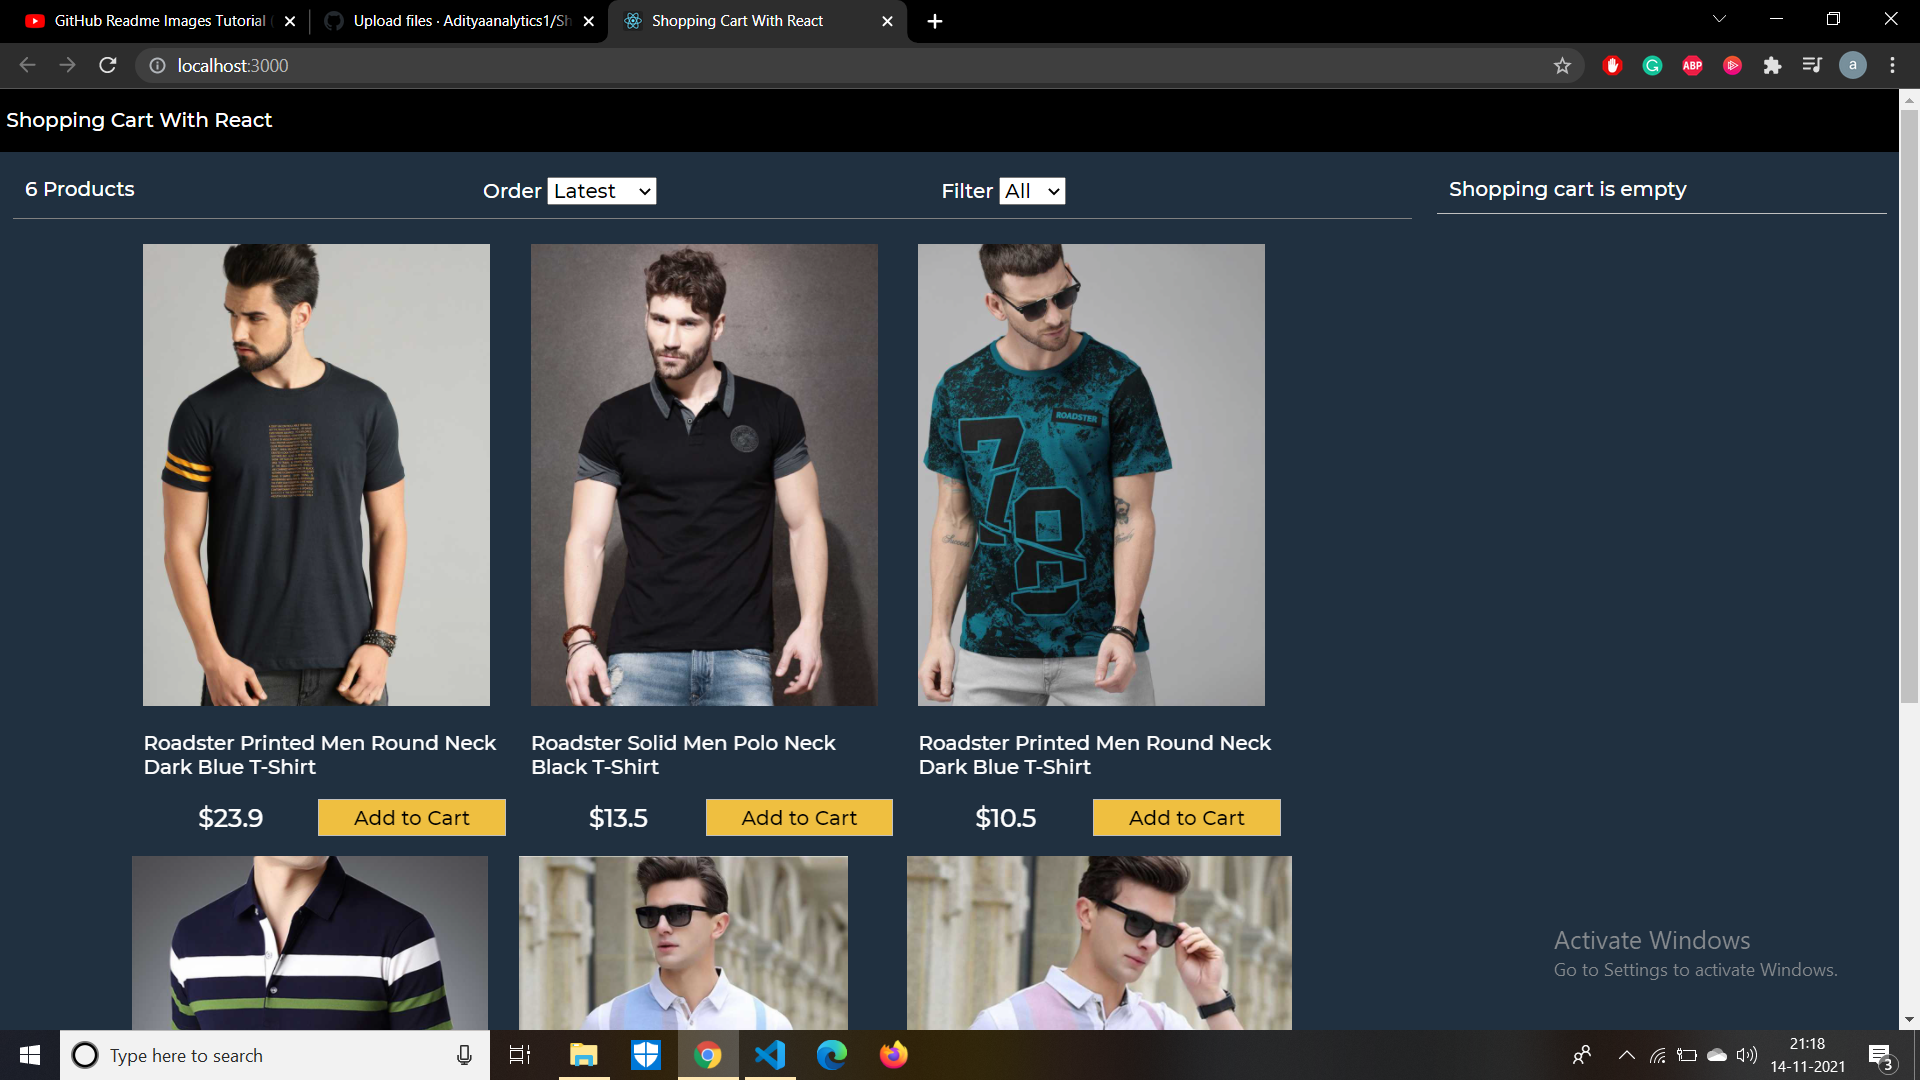 GitHub Readme Images Tutorial
Upload files · Adityaanalytics1/Sh
Shopping Cart With React
localhost:3000
ABP
a
Shopping Cart With React
6 Products
Order Latest
Filter All
Shopping cart is empty
ROADSTER
79
8
Roadster Printed Men Round Neck
Dark Blue T-Shirt
$23.9
Add to Cart
Roadster Solid Men Polo Neck
Black T-Shirt
$13.5
Add to Cart
Roadster Printed Men Round Neck
Dark Blue T-Shirt
$10.5
Add to Cart
Activate Windows
Go to Settings to activate Windows.
Type here to search
21:18
14-11-2021
3